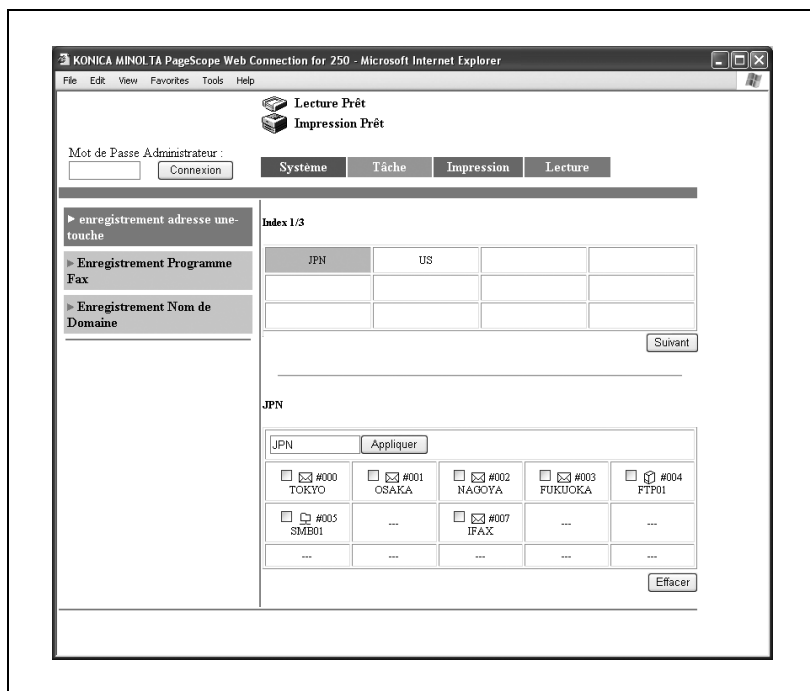 KONICA MINOLTA PageScope Web Connection for 250 - Microsoft Internet Explorer
File Edit View Favorites Tools Help
Lecture Prêt
Impression Prêt
Mot de Passe Administrateur :
Connexion
Système Tâche Impression Lecture
enregistrement adresse une-
touche
Enregistrement Programme
Fax
Enregistrement Nom de
Domaine
Index 1/3
JPN US
Suivant
JPN
JPN Appliquer
#000 #001 #002 #003 #004
TOKYO OSAKA NAGOYA FUKUOKA FTP01
#005 --- #007 --- ---
SMB01 IFAX
--- --- --- --- ---
Effacer